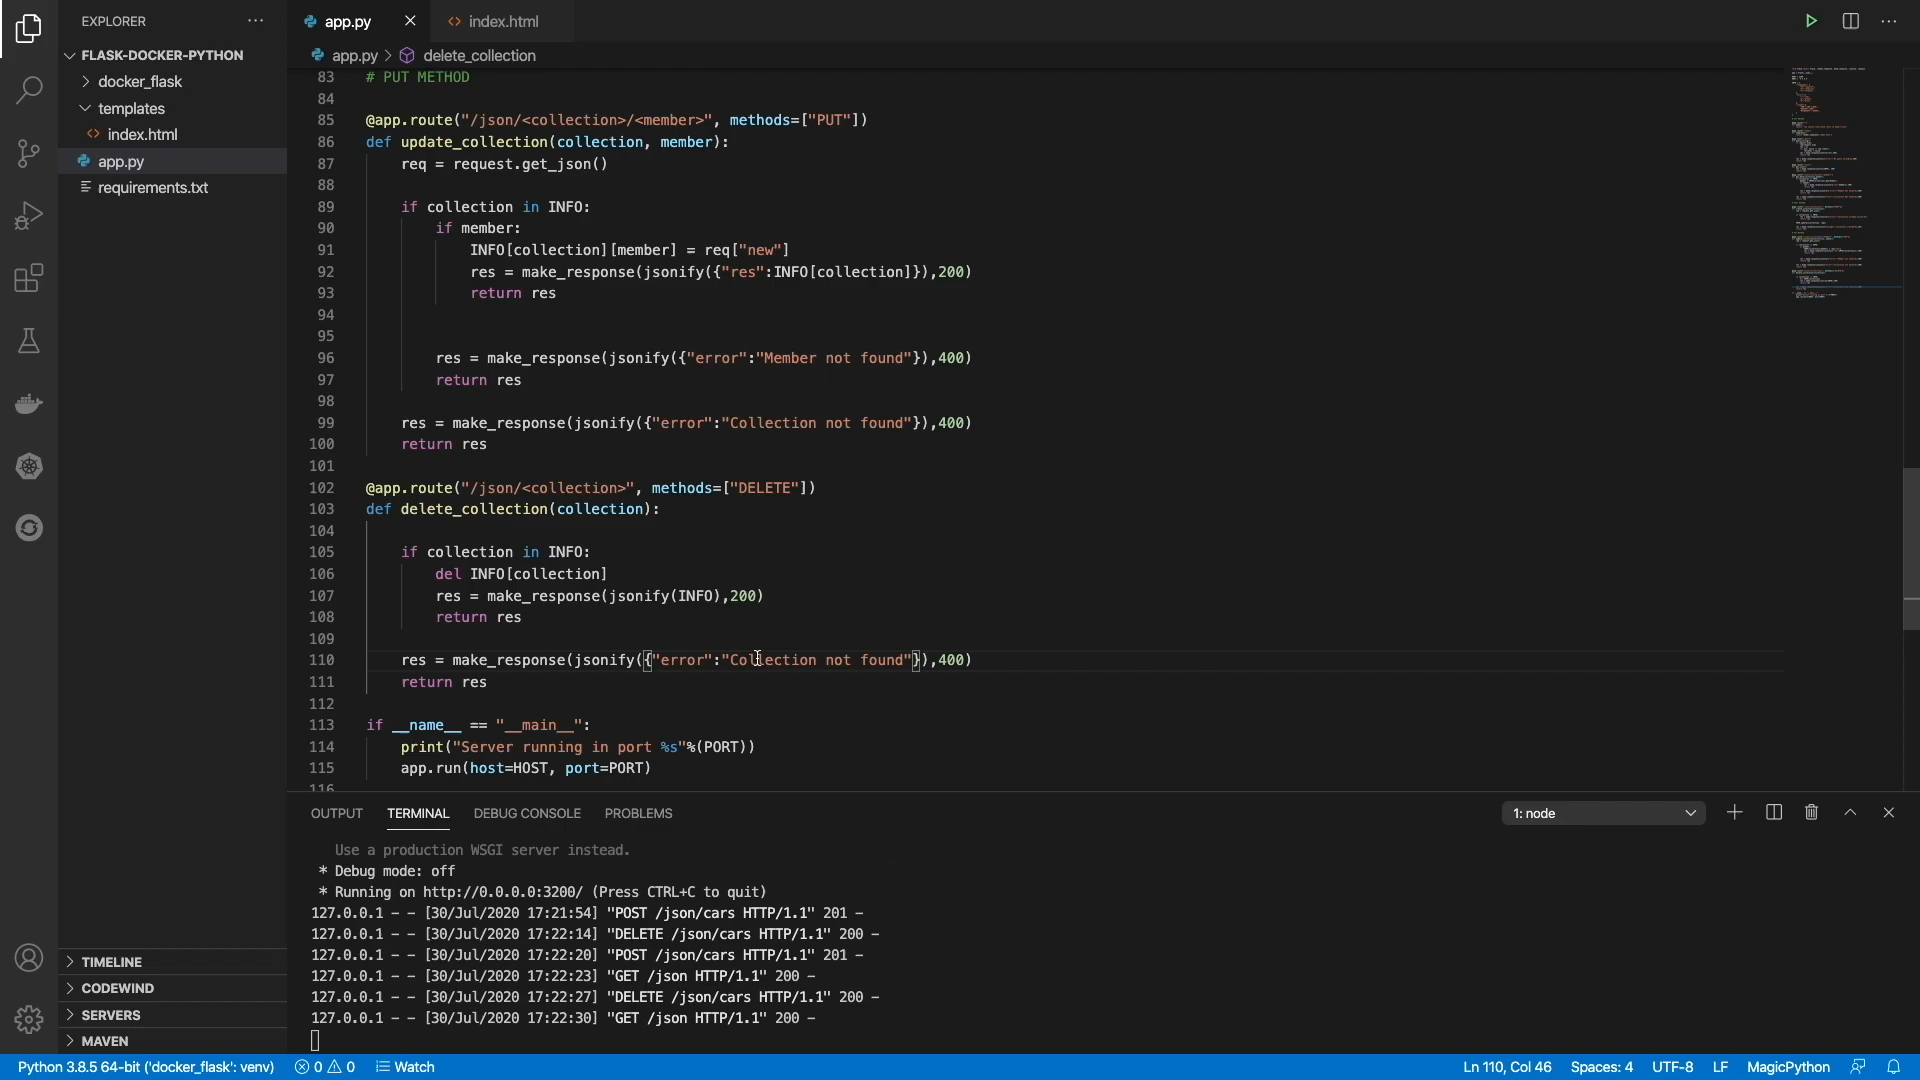 EXPLORER
FLASK-DOCKER-PYTHON
docker_flask
templates
<> index.html
app.py
requirements.txt
TIMELINE
CODEWIND
SERVERS
MAVEN
app.py
<> index.html
app.py > delete_collection
83 # PUT METHOD
84
85 @app.route("/json/<collection>/<member>", methods=["PUT"])
86 def update_collection(collection, member):
87 req = request.get_json()
88
89 if collection in INFO:
90 if member:
91 INFO[collection][member] = req["new"]
92 res = make_response(jsonify({"res":INFO[collection]}),200)
93 return res
94
95
96 res = make_response(jsonify({"error":"Member not found"}),400)
97 return res
98
99 res = make_response(jsonify({"error":"Collection not found"}),400)
100 return res
101
102 @app.route("/json/<collection>", methods=["DELETE"])
103 def delete_collection(collection):
104
105 if collection in INFO:
106 del INFO[collection]
107 res = make_response(jsonify(INFO),200)
108 return res
109
110 res = make_response(jsonify({"error":"Collection not found"}),400)
111 return res
112
113 if __name__ == "__main__":
114 print("Server running in port %s"%(PORT))
115 app.run(host=HOST, port=PORT)
116
OUTPUT TERMINAL DEBUG CONSOLE PROBLEMS 1: node
Use a production WSGI server instead.
* Debug mode: off
* Running on http://0.0.0.0:3200/ (Press CTRL+C to quit)
127.0.0.1 - - [30/Jul/2020 17:21:54] "POST /json/cars HTTP/1.1" 201 -
127.0.0.1 - - [30/Jul/2020 17:22:14] "DELETE /json/cars HTTP/1.1" 200 -
127.0.0.1 - - [30/Jul/2020 17:22:20] "POST /json/cars HTTP/1.1" 201 -
127.0.0.1 - - [30/Jul/2020 17:22:23] "GET /json HTTP/1.1" 200 -
127.0.0.1 - - [30/Jul/2020 17:22:27] "DELETE /json/cars HTTP/1.1" 200 -
127.0.0.1 - - [30/Jul/2020 17:22:30] "GET /json HTTP/1.1" 200 -
Python 3.8.5 64-bit ('docker_flask': venv) 0 0 Watch Ln 110, Col 46 Spaces: 4 UTF-8 LF MagicPython